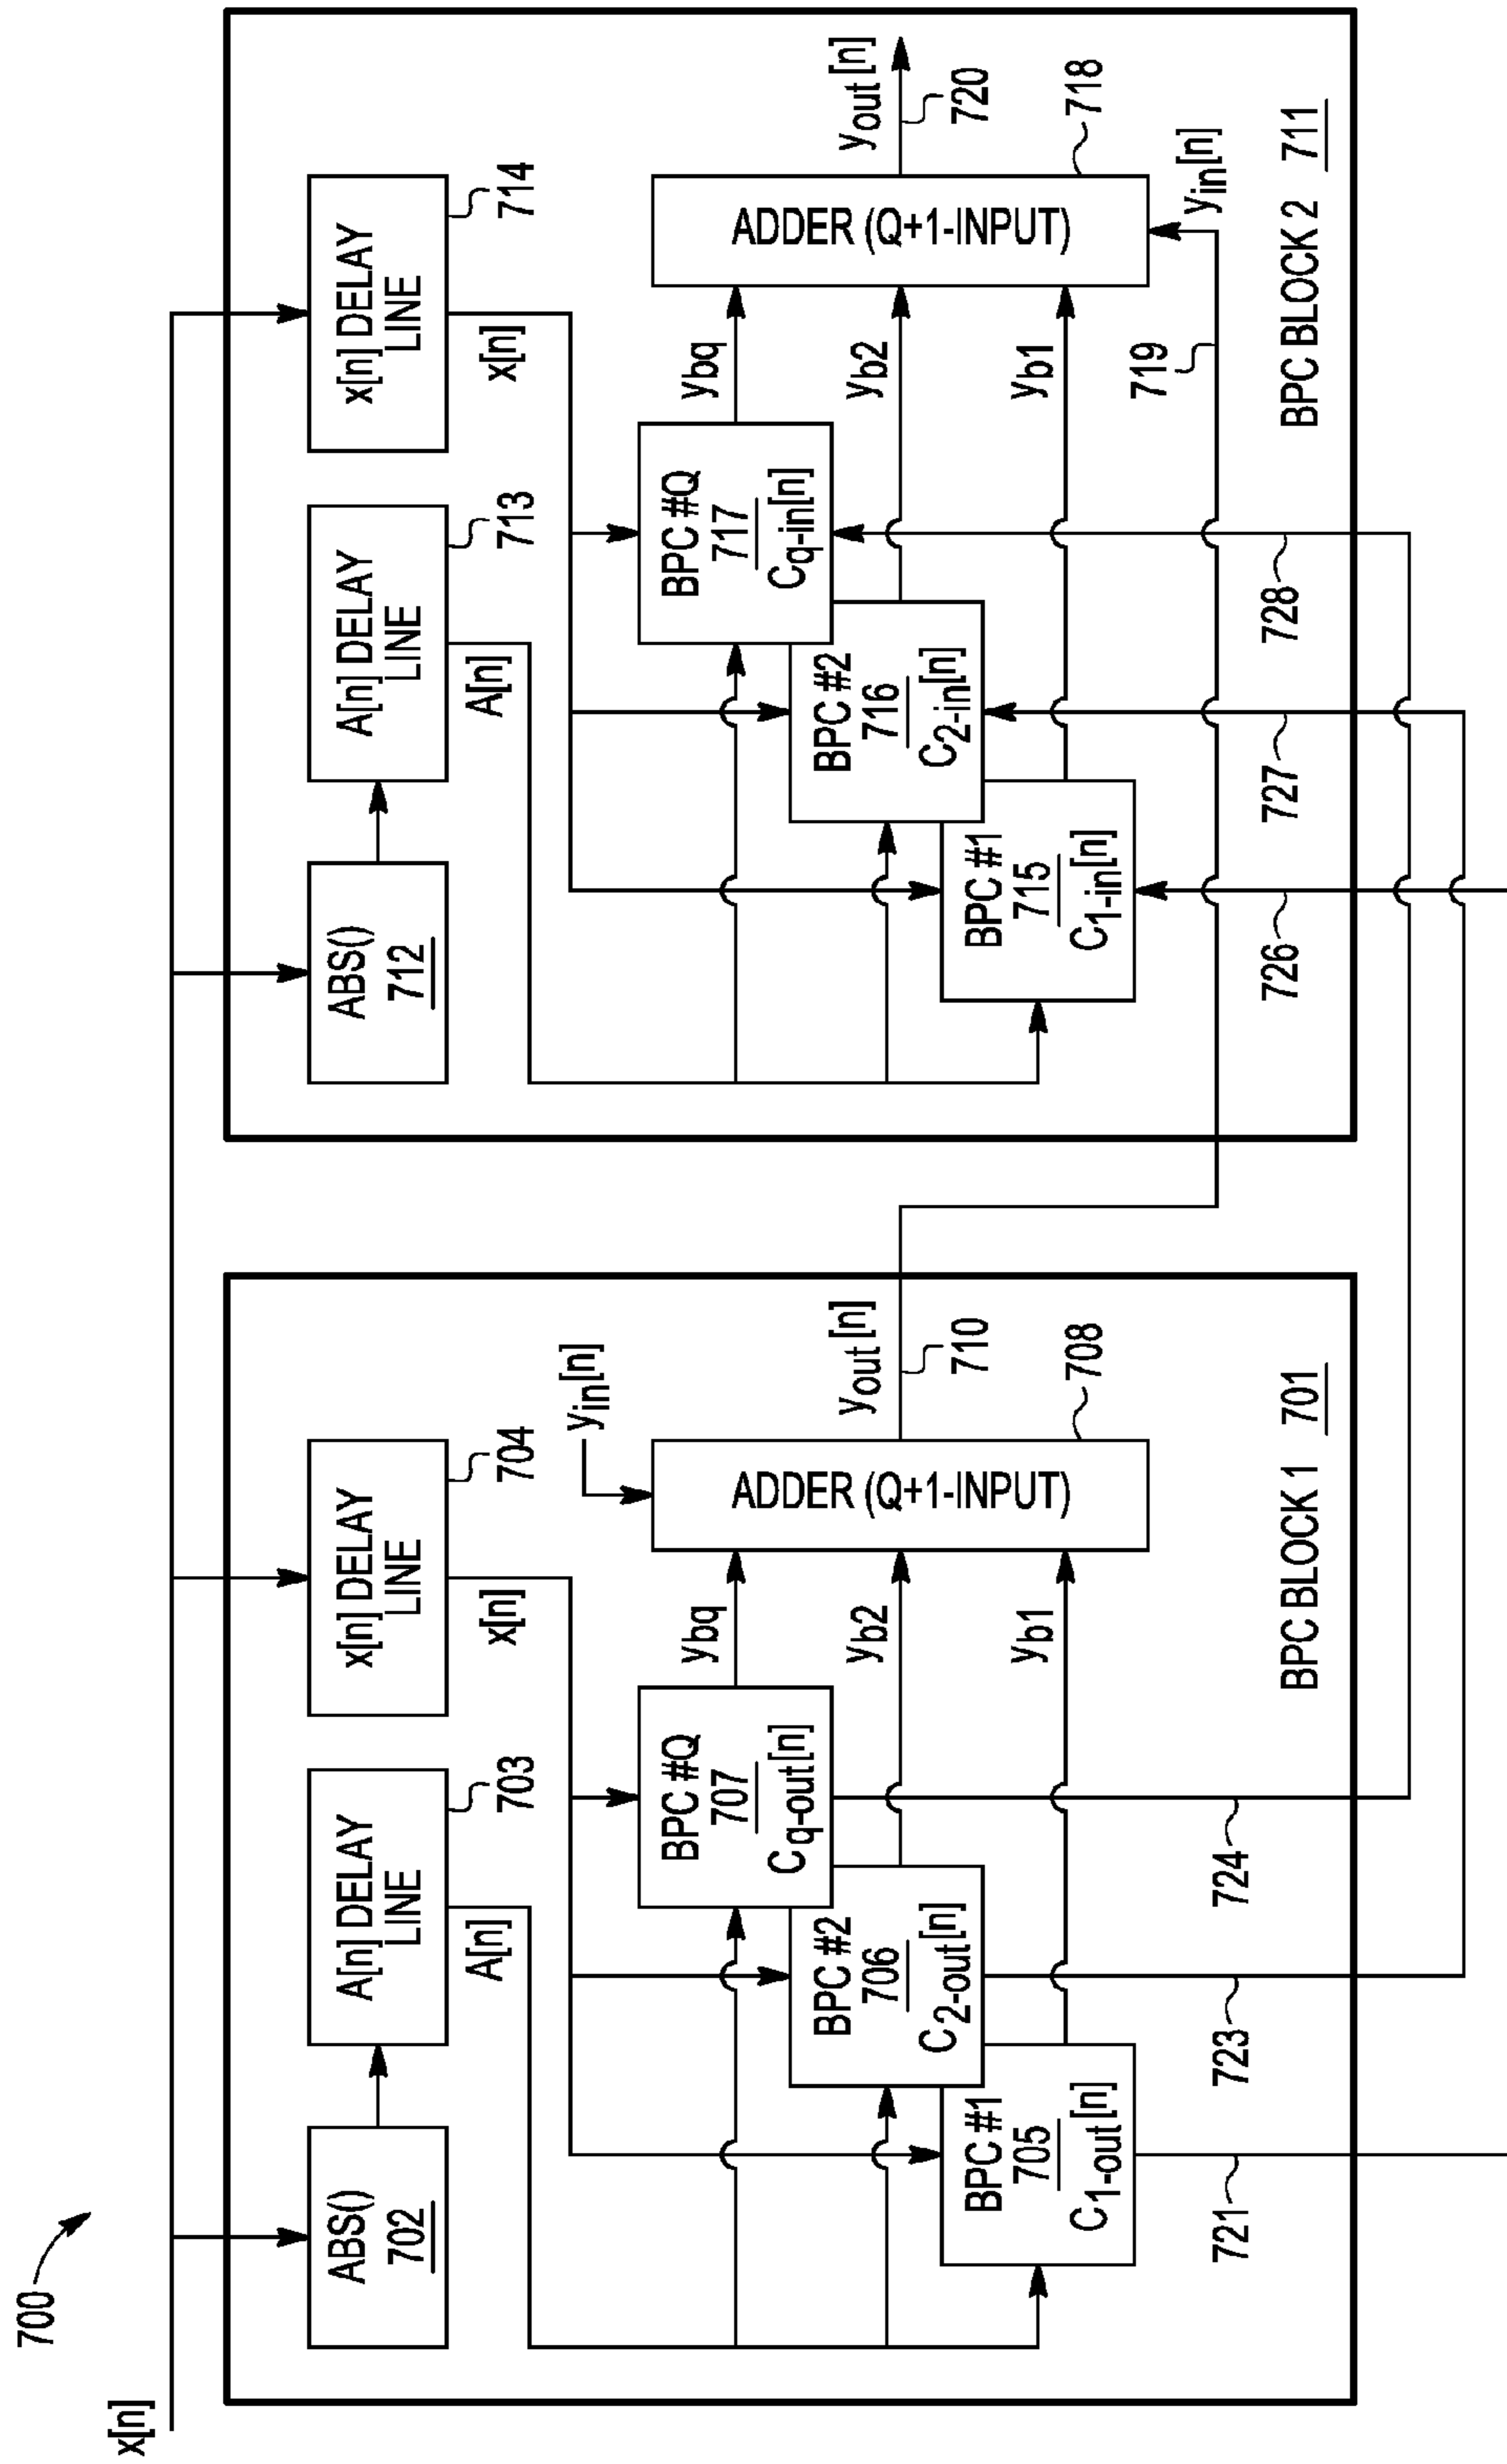 700
x[n]
ABS()
702
A[n] DELAY
LINE
703
x[n] DELAY
LINE
704
A[n]
x[n]
BPC #1
705
C1-out[n]
BPC #2
706
C2-out[n]
BPC #Q
707
Cq-out[n]
ybq
yb2
yb1
yin[n]
ADDER (Q+1-INPUT)
708
yout[n]
710
721
723
724
BPC BLOCK 1 701
ABS()
712
A[n] DELAY
LINE
713
x[n] DELAY
LINE
714
A[n]
x[n]
BPC #1
715
C1-in[n]
BPC #2
716
C2-in[n]
BPC #Q
717
Cq-in[n]
ybq
yb2
yb1
719
ADDER (Q+1-INPUT)
718
yout[n]
720
yin[n]
726
727
728
BPC BLOCK 2 711